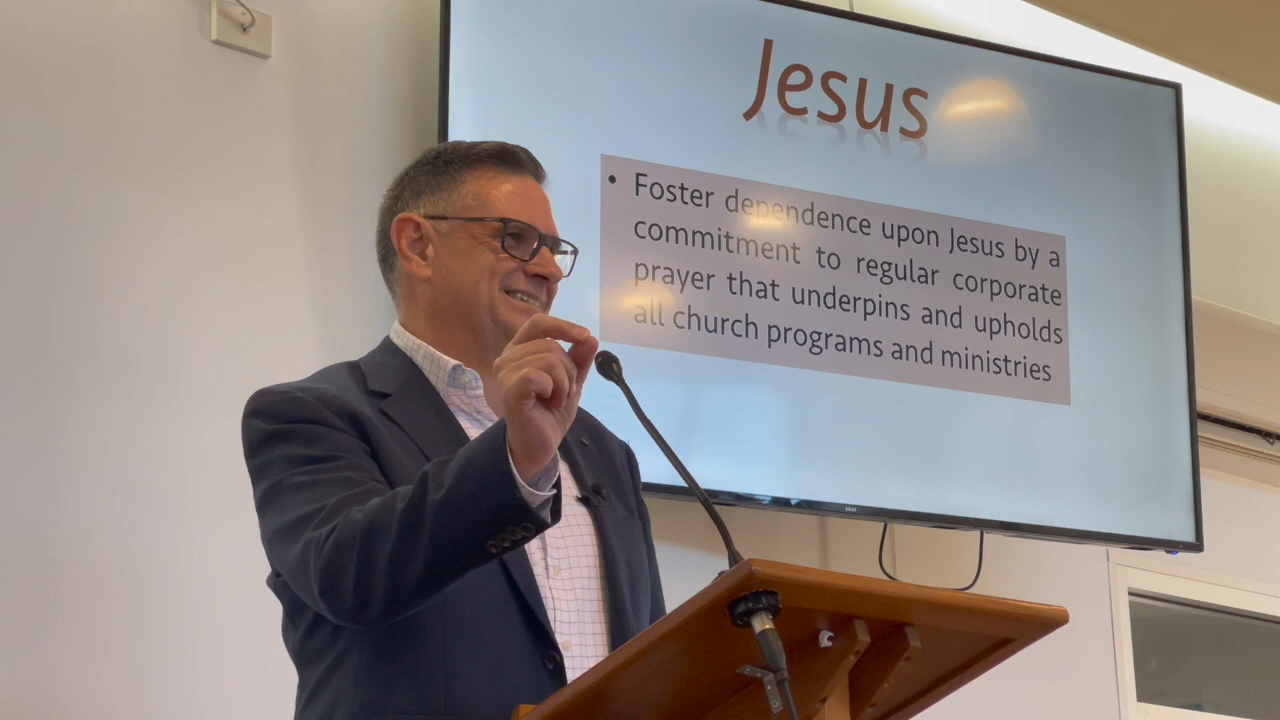 Jesus
• Foster dependence upon Jesus by a
commitment to regular corporate
prayer that underpins and upholds
all church programs and ministries